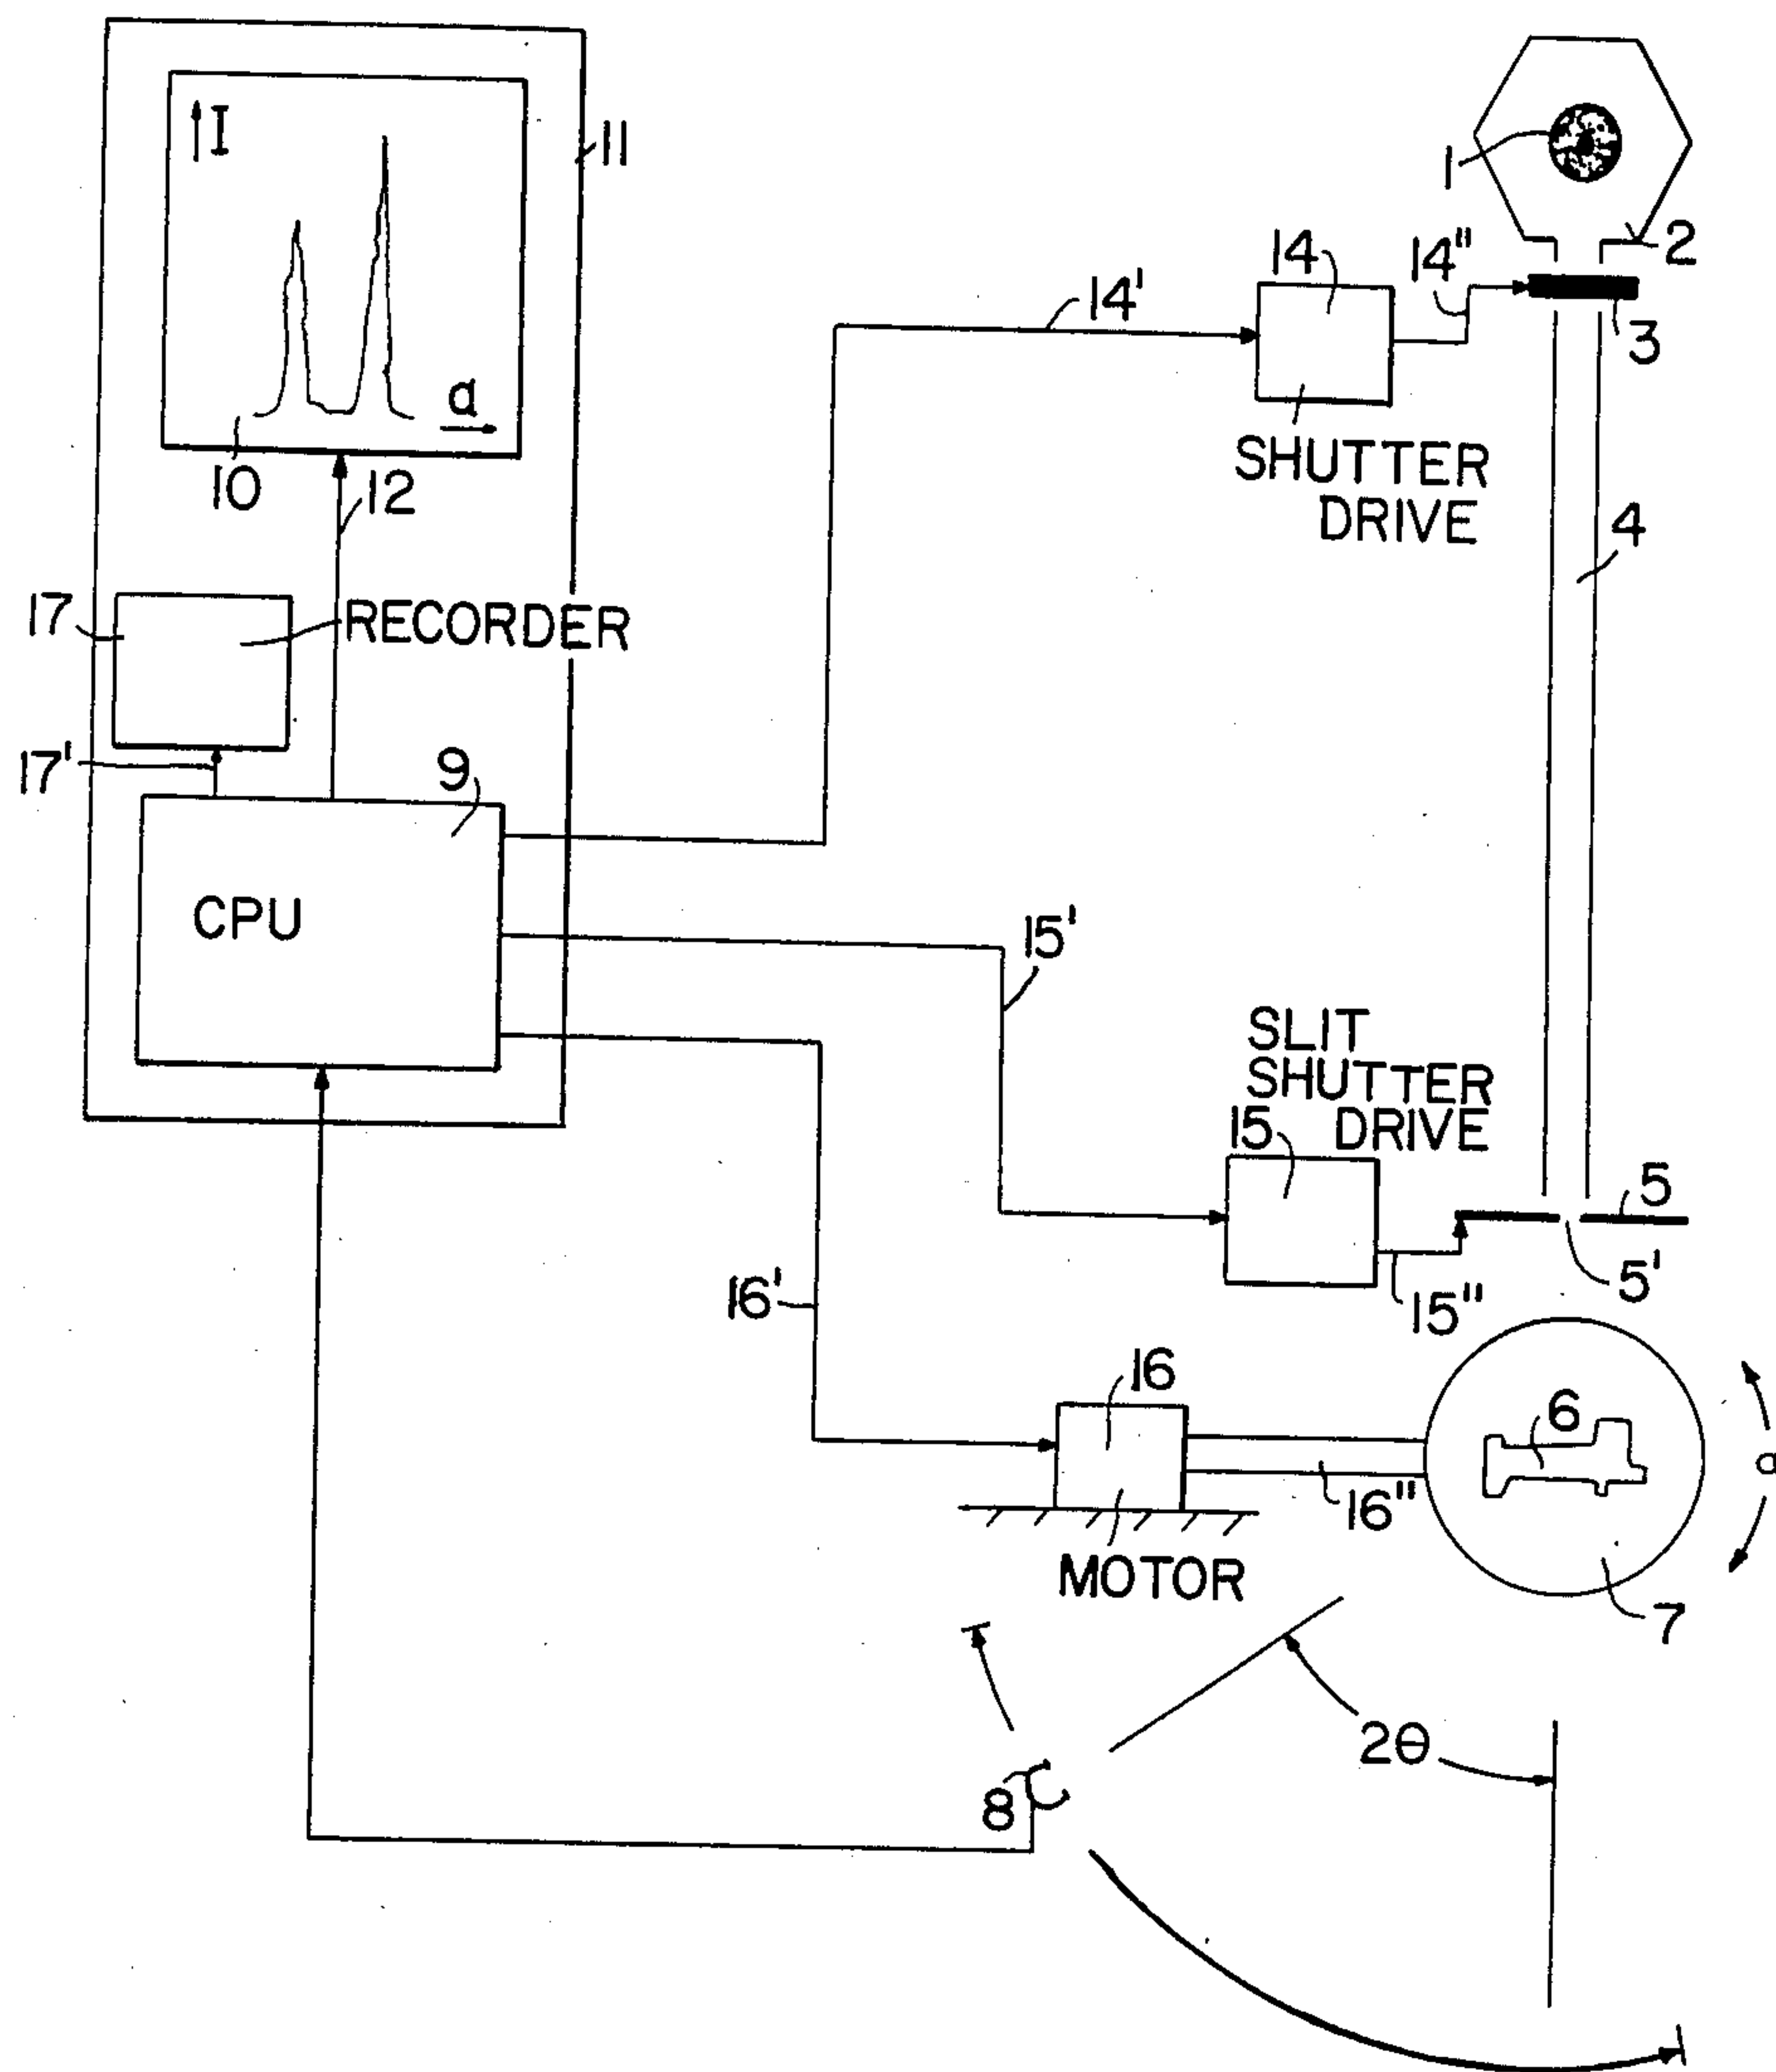 I
11
1
2
14
14"
14'
3
a
10
12
SHUTTER
DRIVE
4
17
RECORDER
17'
9
CPU
15'
SLIT
SHUTTER
DRIVE
15
5
5'
15"
16'
16
6
a
16"
MOTOR
7
2θ
8